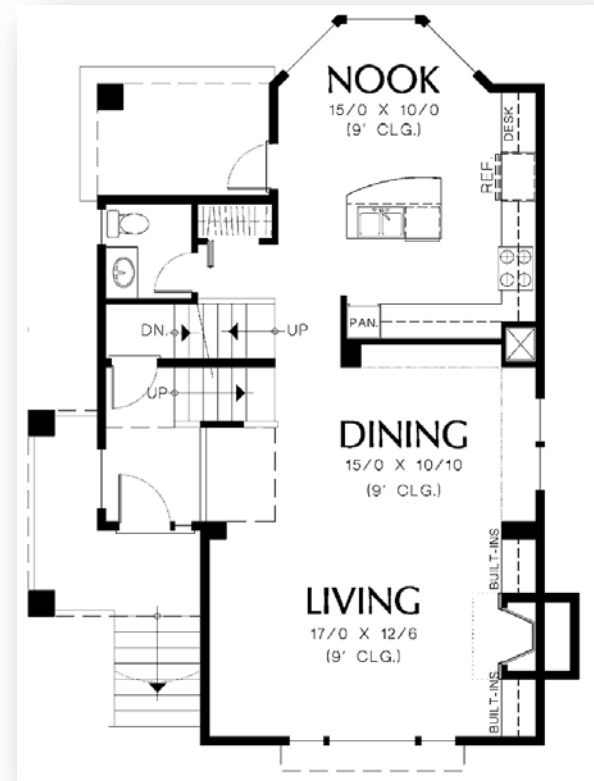 NOOK
15/0 X 10/0
(9' CLG.)
DESK
REF.
PAN.
DN.
UP
UP
DINING
15/0 X 10/10
(9' CLG.)
BUILT-INS
LIVING
17/0 X 12/6
(9' CLG.)
BUILT-INS